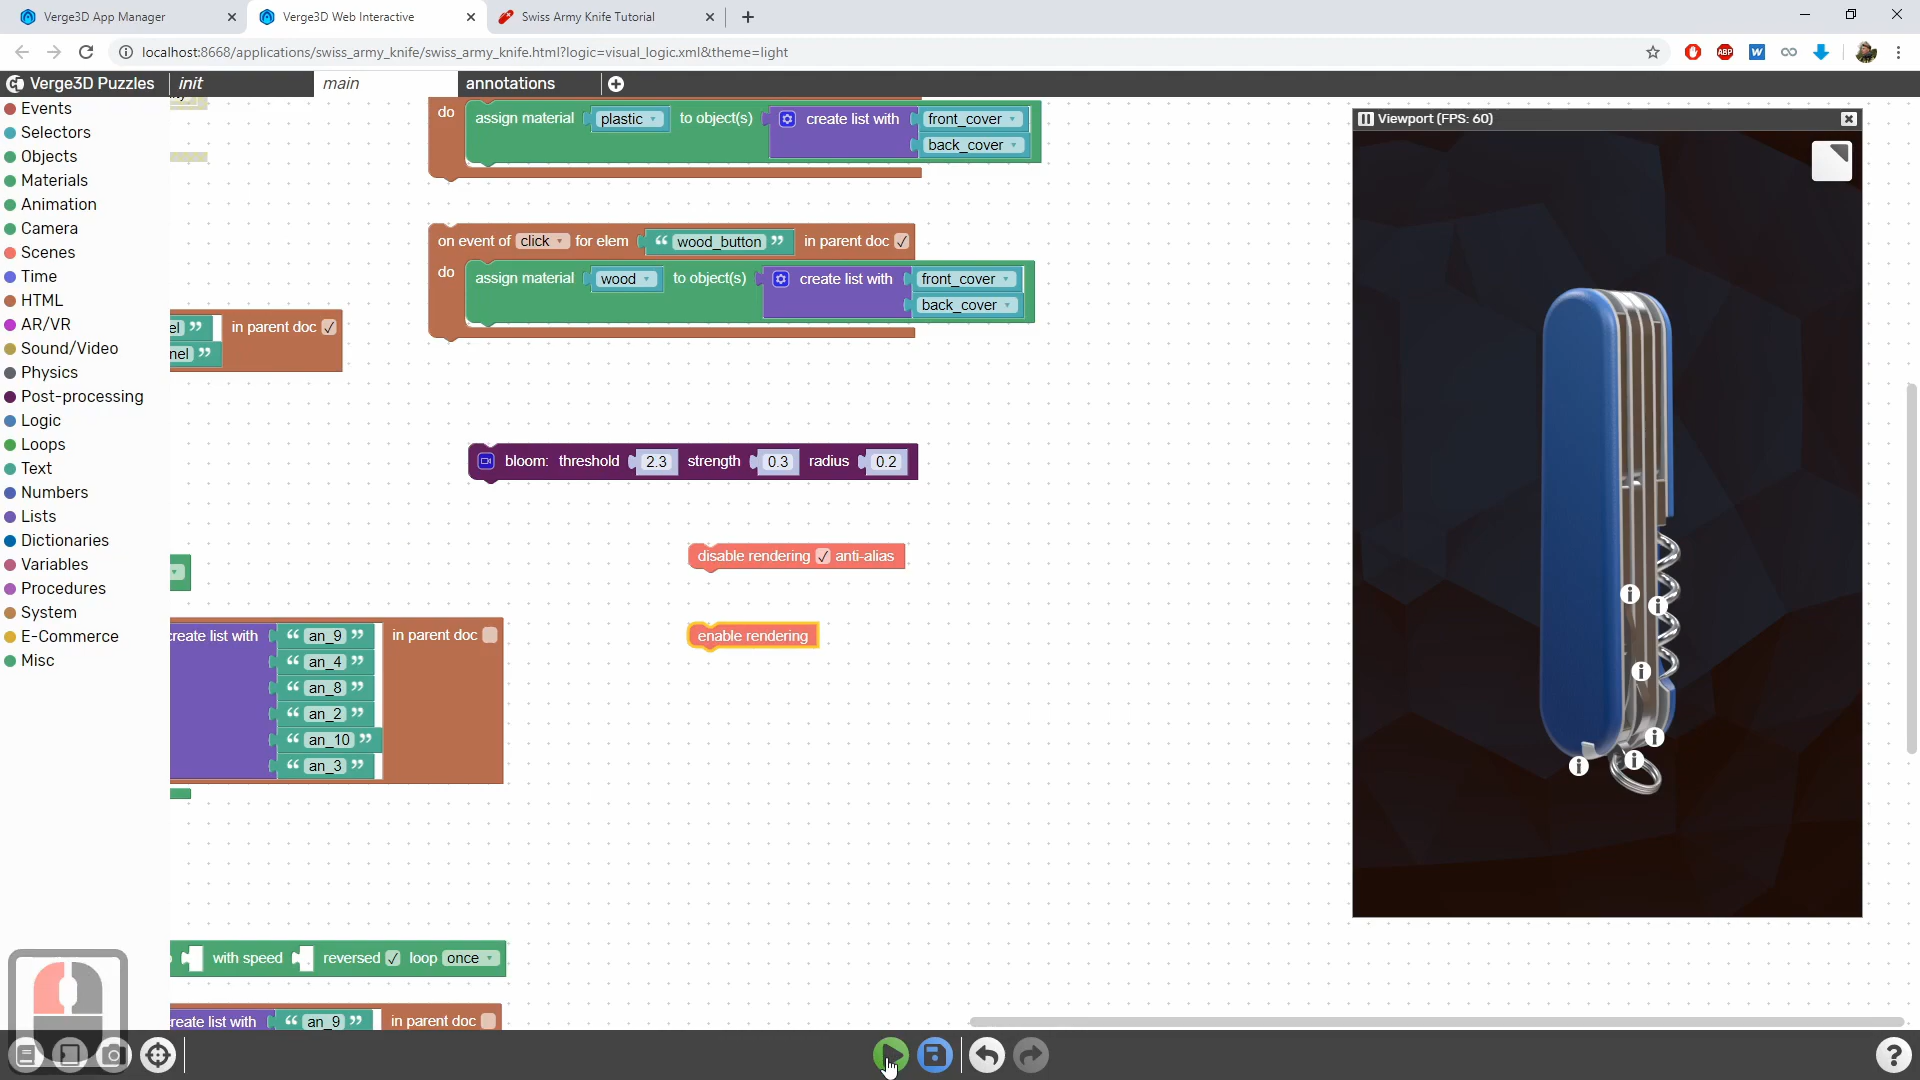 Verge3D App Manager
Verge3D Web Interactive
Swiss Army Knife Tutorial
localhost:8668/applications/swiss_army_knife/swiss_army_knife.html?logic=visual_logic.xml&theme=light
ABP
W
Verge3D Puzzles
init
main
annotations
Events
Selectors
Objects
Materials
Animation
Camera
Scenes
Time
HTML
AR/VR
Sound/Video
Physics
Post-processing
Logic
Loops
Text
Numbers
Lists
Dictionaries
Variables
Procedures
System
E-Commerce
Misc
do assign material plastic to object(s) create list with front_cover
back_cover
on event of click for elem “ wood_button ” in parent doc ✓
do assign material wood to object(s) create list with front_cover
back_cover
el ” in parent doc ✓
nel ”
bloom: threshold 2.3 strength 0.3 radius 0.2
disable rendering ✓ anti-alias
enable rendering
create list with “ an_9 ” in parent doc
“ an_4 ”
“ an_8 ”
“ an_2 ”
“ an_10 ”
“ an_3 ”
with speed reversed ✓ loop once
create list with “ an_9 ” in parent doc
Viewport (FPS: 60)
i
i
i
i
i
i
?